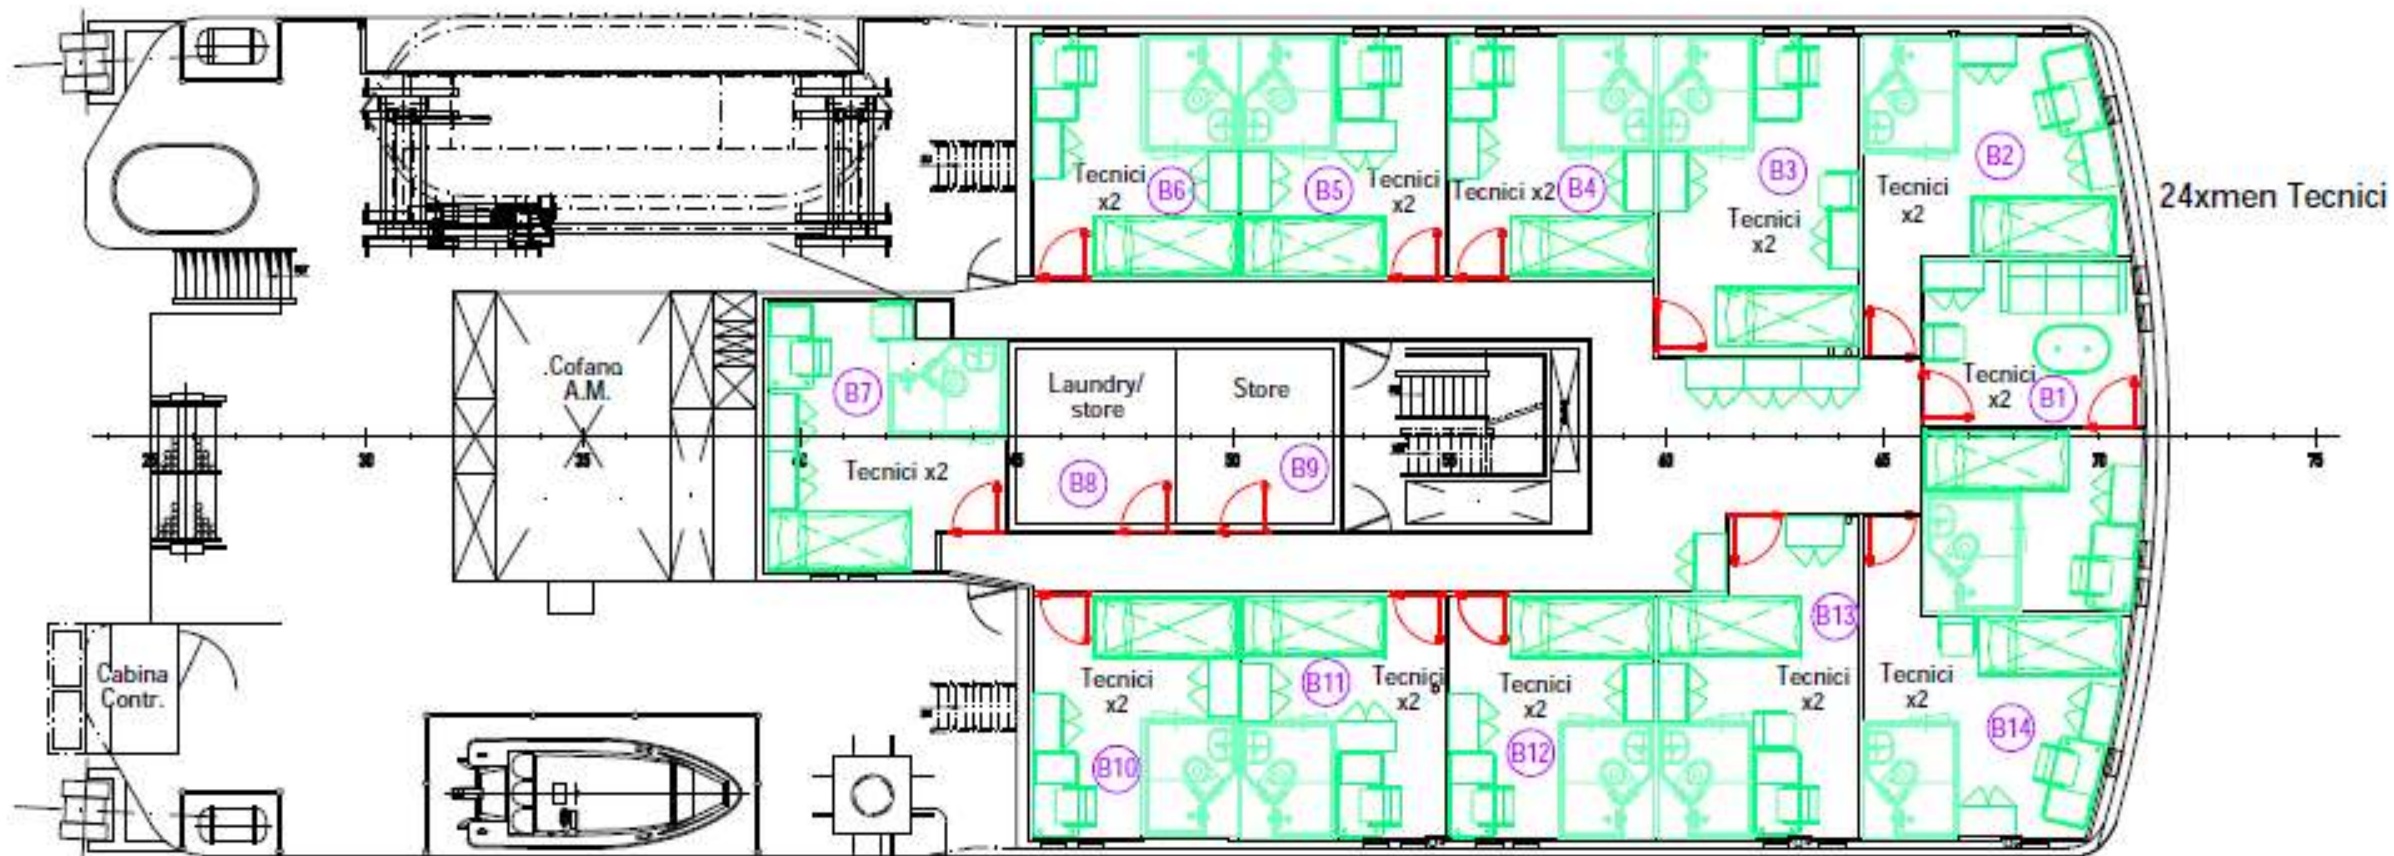 24xmen Tecnici
Tecnici
x2
B6
B5
Tecnici
x2
Tecnici x2
B4
B3
Tecnici
x2
B2
Tecnici
x2
Cofano
A.M.
B7
Tecnici x2
Laundry/
store
B8
Store
B9
Tecnici
x2
B1
30
35
40
45
50
55
60
65
70
75
Cabina
Contr.
Tecnici
x2
B10
B11
Tecnici
x2
Tecnici
x2
B12
B13
Tecnici
x2
Tecnici
x2
B14